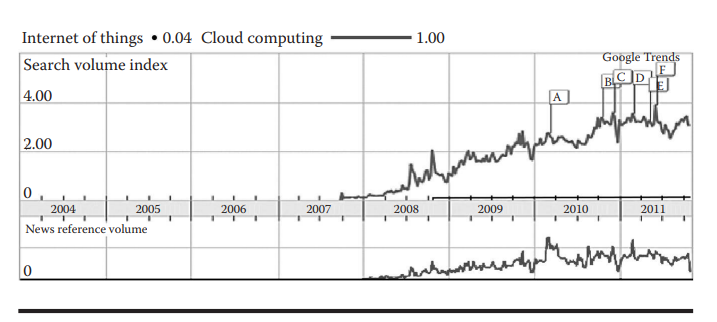 Internet of things • 0.04 Cloud computing 1.00
Google Trends
Search volume index
F
B C D
E
A
4.00
2.00
0
2004 2005 2006 2007 2008 2009 2010 2011
News reference volume
0